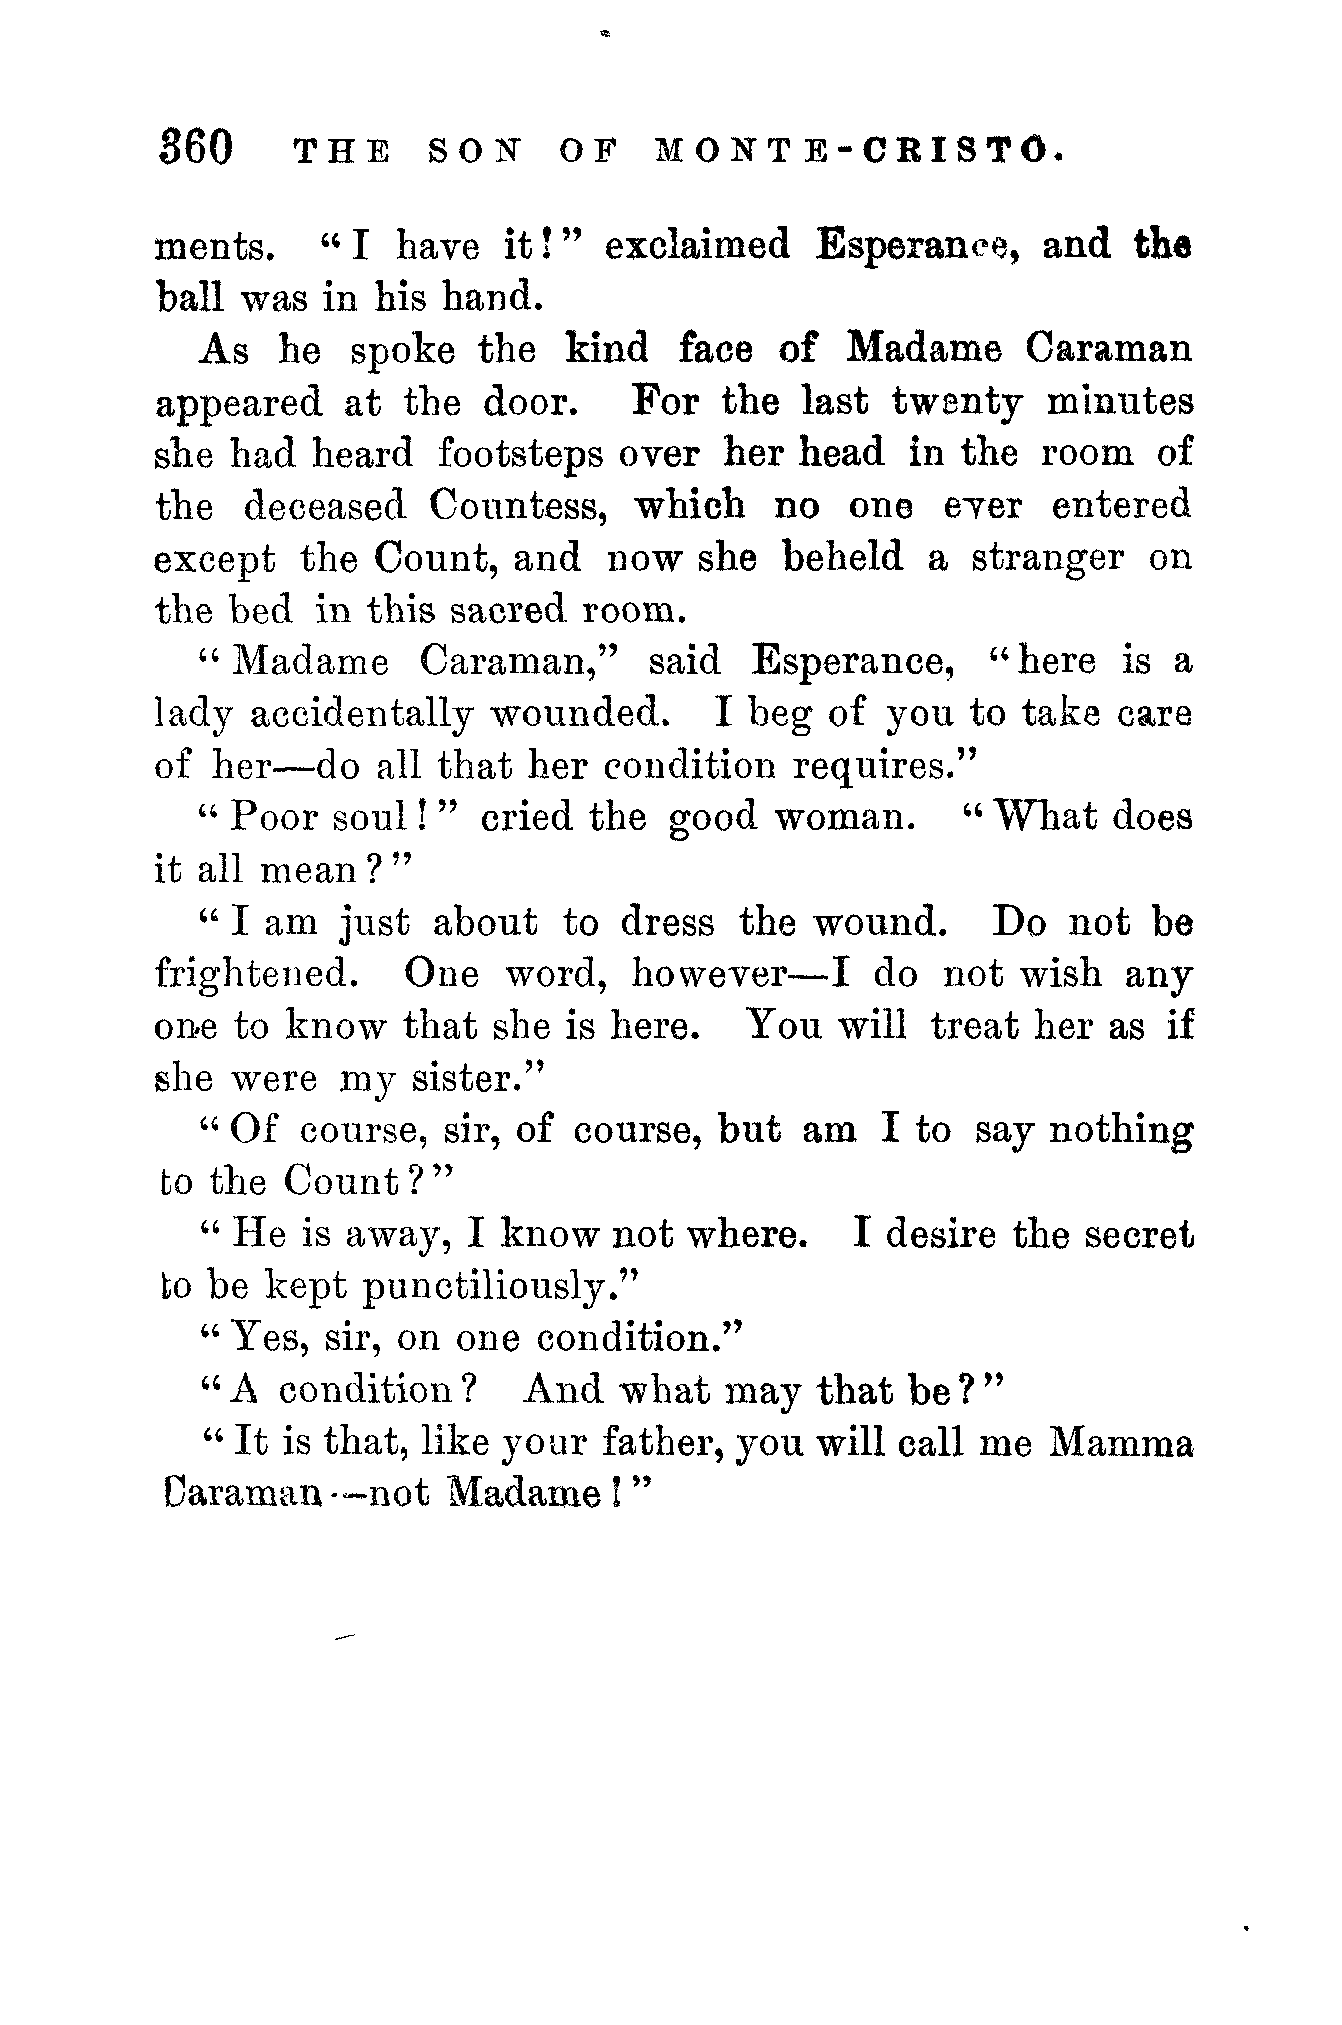 360 THE SON OF MONTE-CRISTO.
ments. "I have it!" exclaimed Esperance, and the
ball was in his hand.
As he spoke the kind face of Madame Caraman
appeared at the door. For the last twenty minutes
she had heard footsteps over her head in the room of
the deceased Countess, which no one ever entered
except the Count, and now she beheld a stranger on
the bed in this sacred room.
"Madame Caraman," said Esperance, "here is a
lady accidentally wounded. I beg of you to take care
of her—do all that her condition requires."
"Poor soul!" cried the good woman. "What does
it all mean?"
"I am just about to dress the wound. Do not be
frightened. One word, however—I do not wish any
one to know that she is here. You will treat her as if
she were my sister."
"Of course, sir, of course, but am I to say nothing
to the Count?"
"He is away, I know not where. I desire the secret
to be kept punctiliously."
"Yes, sir, on one condition."
"A condition? And what may that be?"
"It is that, like your father, you will call me Mamma
Caraman—not Madame!"